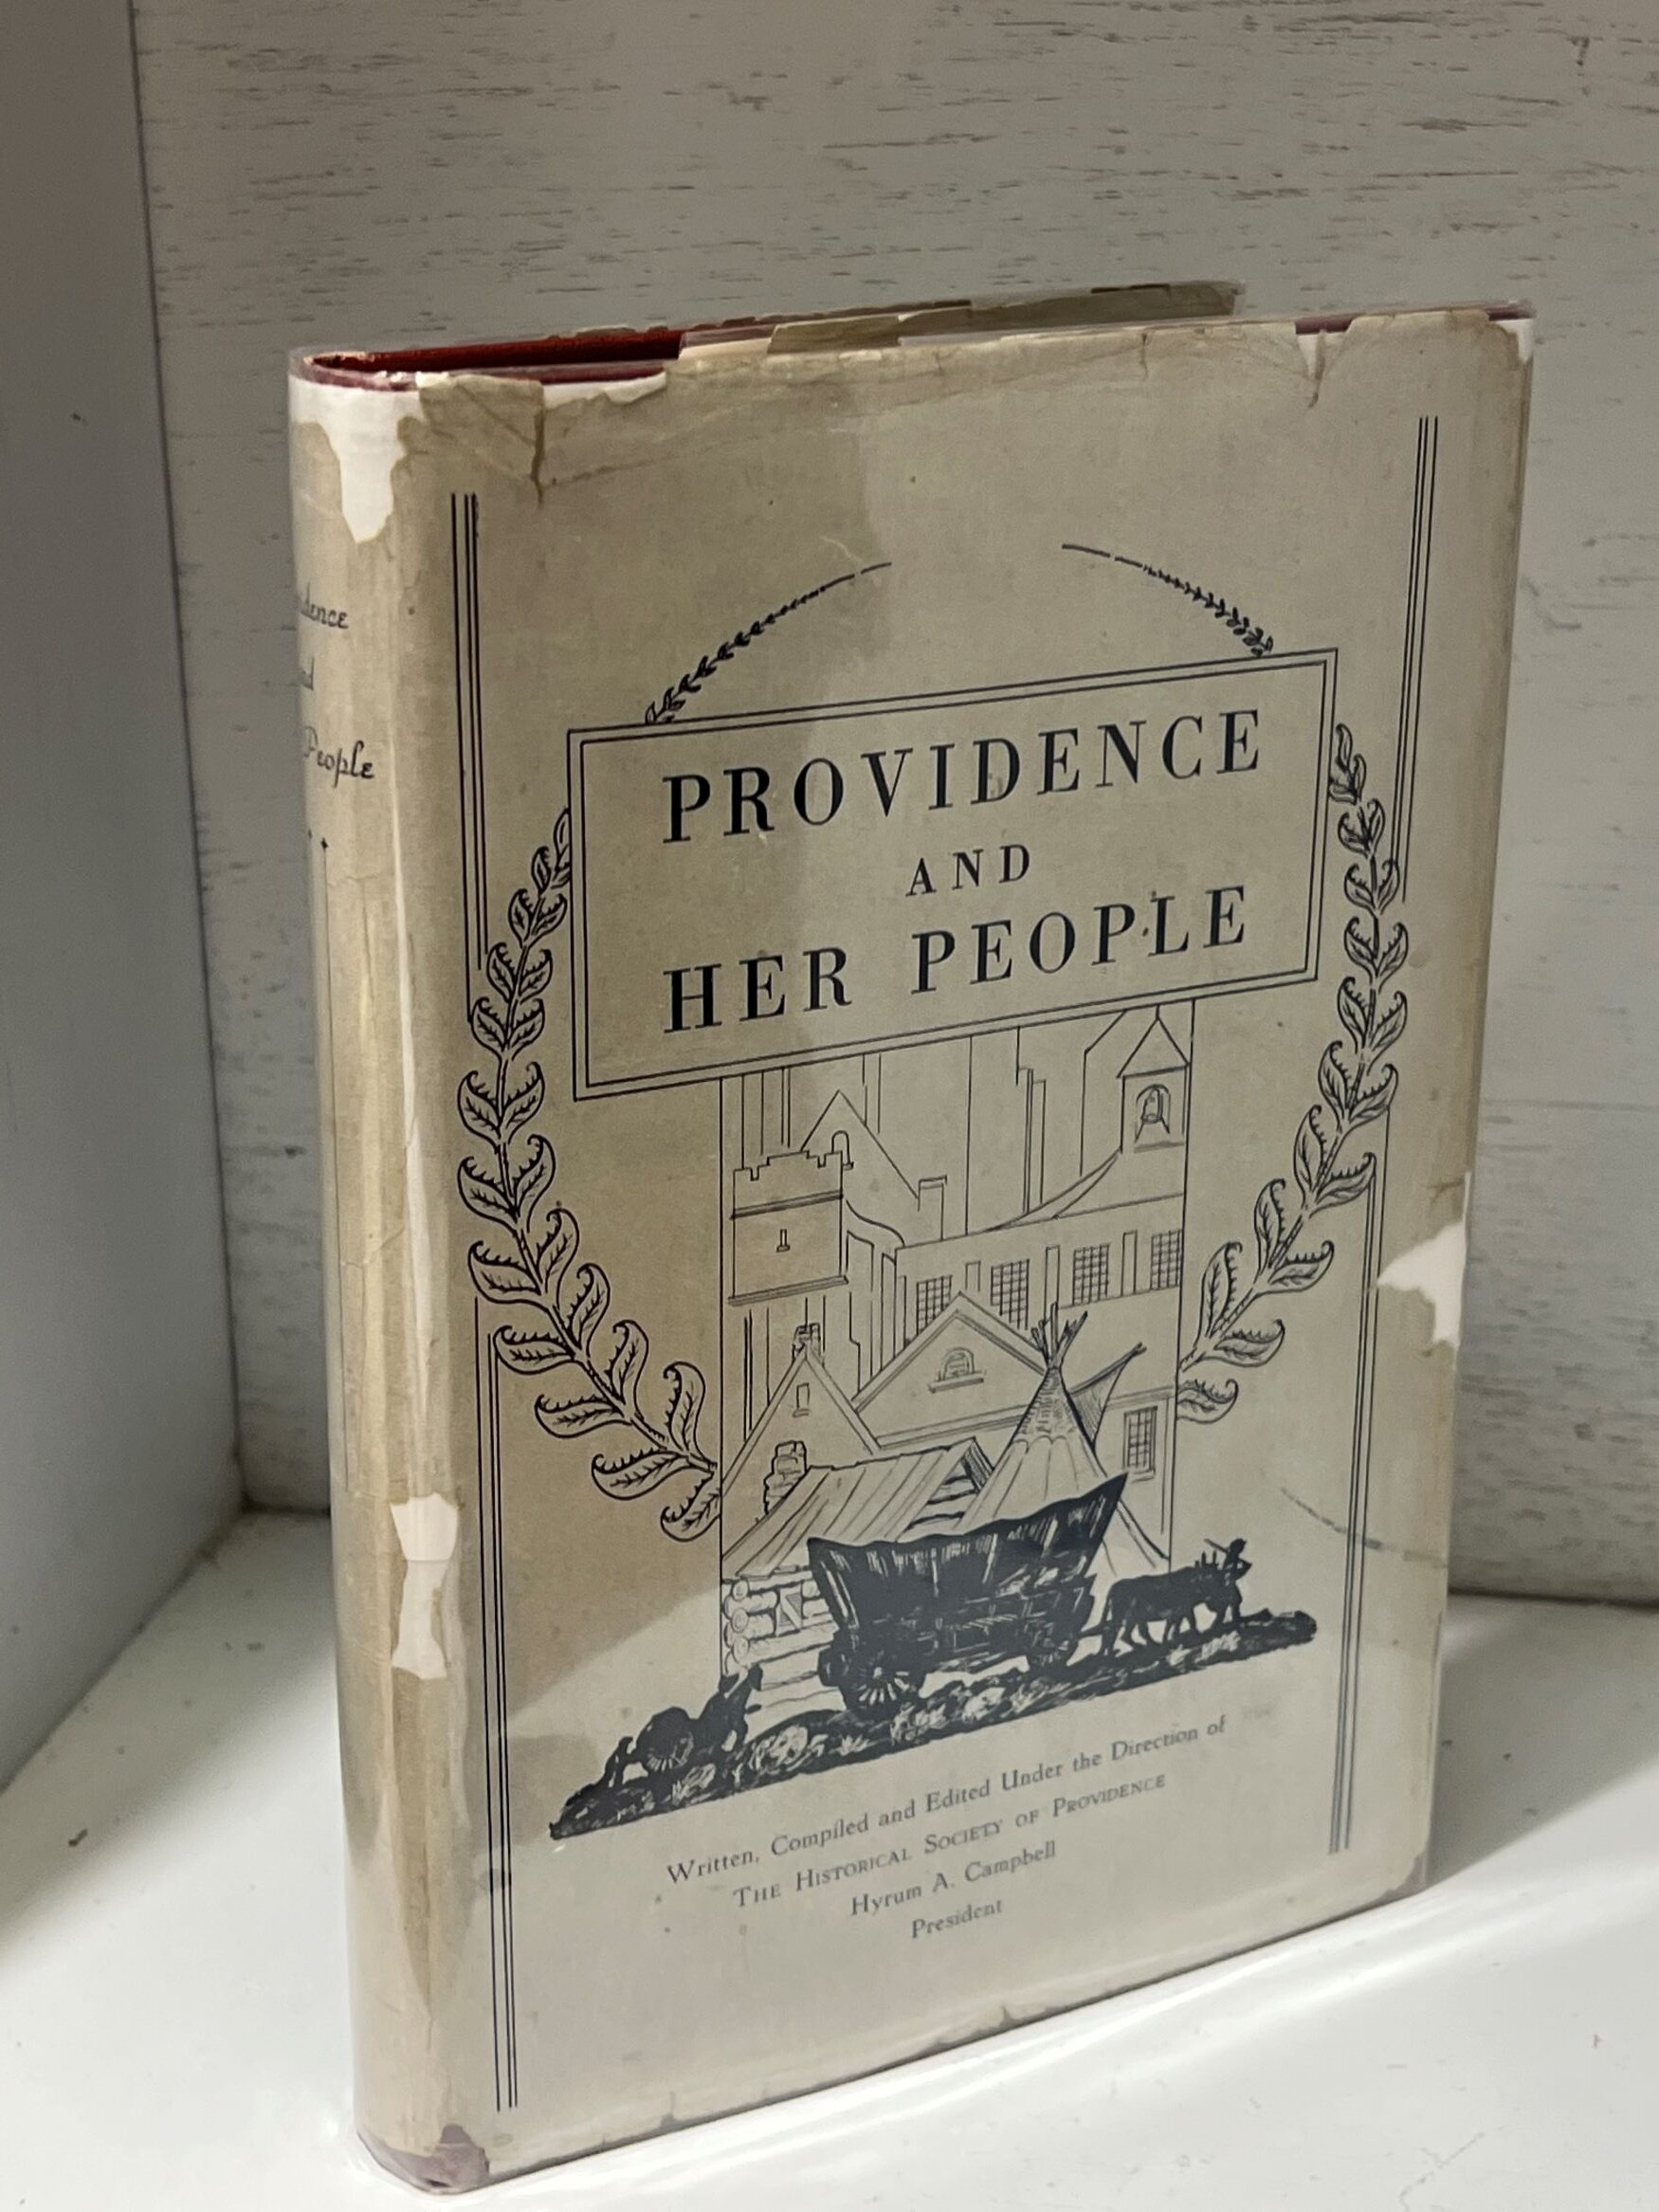 PROVIDENCE
AND
HER PEOPLE
Written, Compiled and Edited Under the Direction of
THE HISTORICAL SOCIETY OF PROVIDENCE
Hyrum A. Campbell
President
People